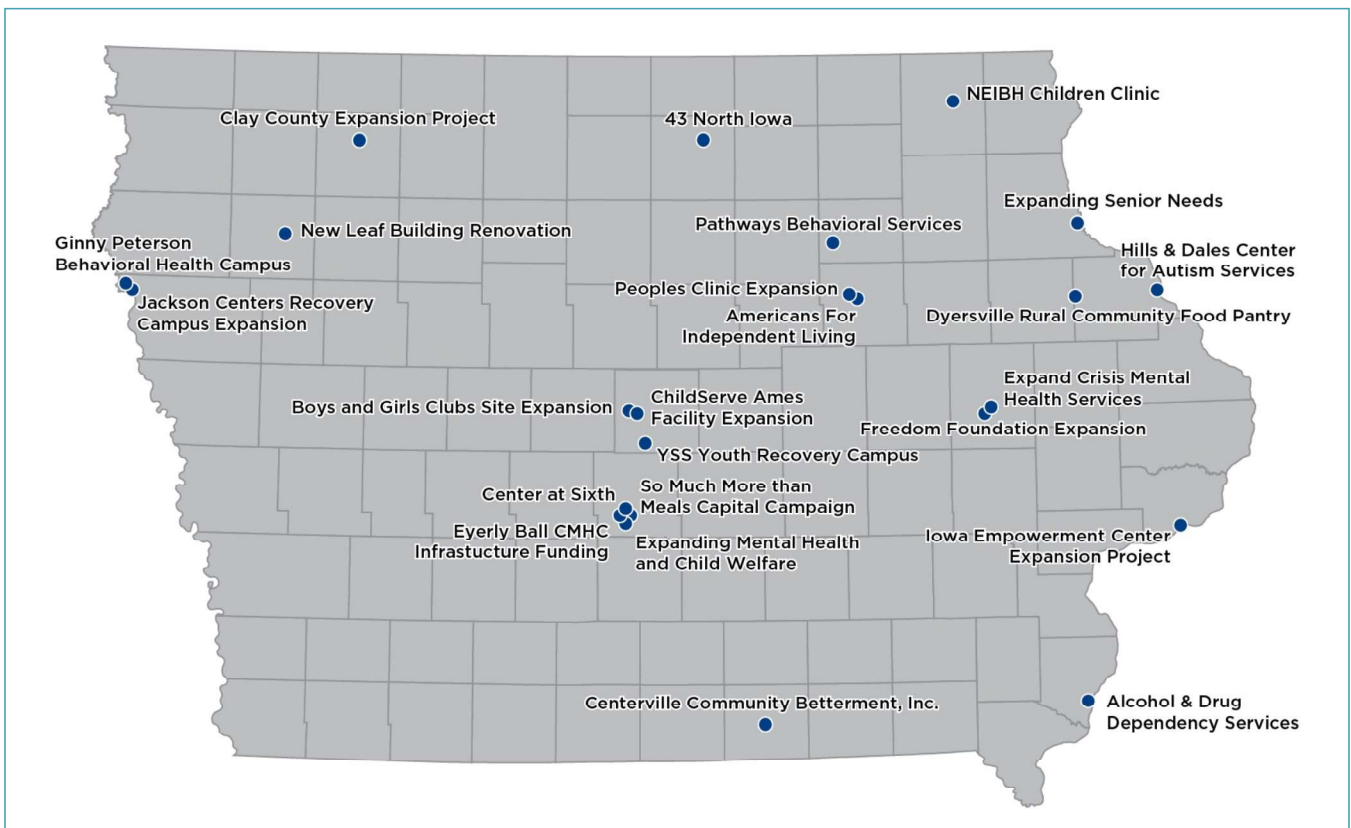 NEIBH Children Clinic
Clay County Expansion Project
43 North Iowa
Expanding Senior Needs
Pathways Behavioral Services
New Leaf Building Renovation
Ginny Peterson
Behavioral Health Campus
Hills & Dales Center
for Autism Services
Peoples Clinic Expansion
Jackson Centers Recovery
Campus Expansion
Americans For
Independent Living
Dyersville Rural Community Food Pantry
Expand Crisis Mental
Health Services
ChildServe Ames
Facility Expansion
Boys and Girls Clubs Site Expansion
Freedom Foundation Expansion
YSS Youth Recovery Campus
So Much More than
Meals Capital Campaign
Center at Sixth
Eyerly Ball CMHC
Infrastucture Funding
Expanding Mental Health
and Child Welfare
Iowa Empowerment Center
Expansion Project
Centerville Community Betterment, Inc.
Alcohol & Drug
Dependency Services